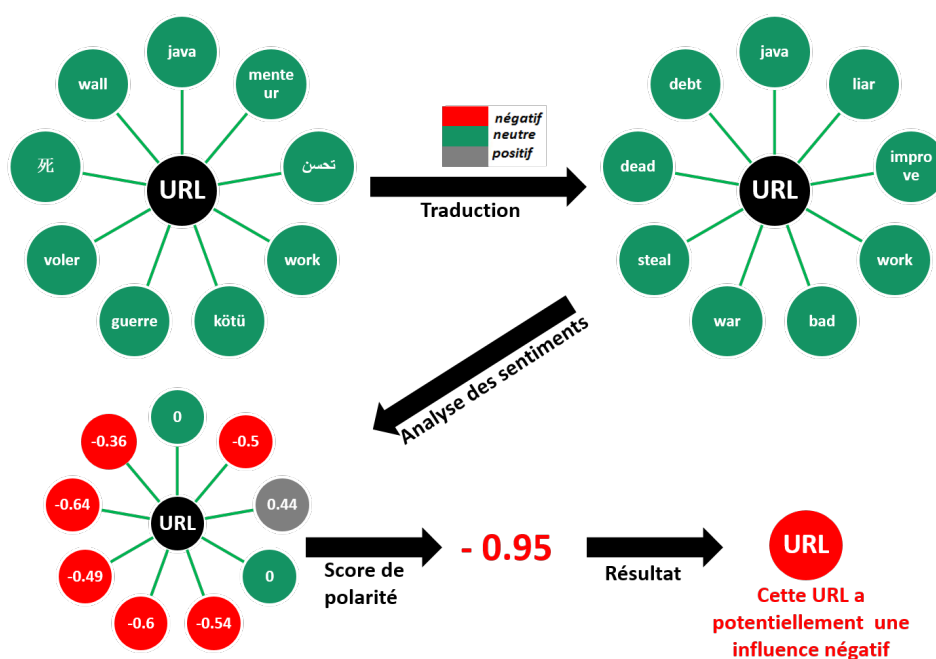 java
wall
mente
ur
死
URL
تحسن
voler
work
guerre
kötü
négatif
neutre
positif
Traduction
java
debt
liar
dead
URL
impro
ve
steal
work
war
bad
Analyse des sentiments
0
-0.36
-0.5
-0.64
0.44
URL
-0.49
0
-0.6
-0.54
Score de
polarité
- 0.95
Résultat
URL
Cette URL a
potentiellement une
influence négatif